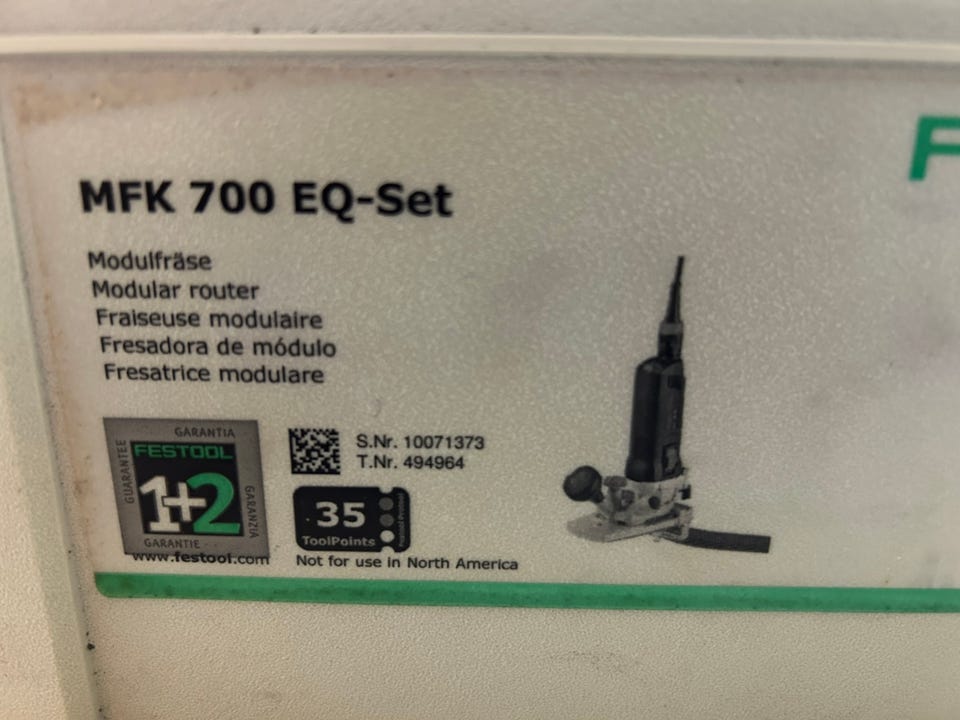 MFK 700 EQ-Set
Modulfräse
Modular router
Fraiseuse modulaire
Fresadora de módulo
Fresatrice modulare
GARANTIA
GUARANTEE
FESTOOL
1+2
GARANZIA
GARANTIE
www.festool.com
S.Nr. 10071373
T.Nr. 494964
35
ToolPoints
Not for use in North America
F